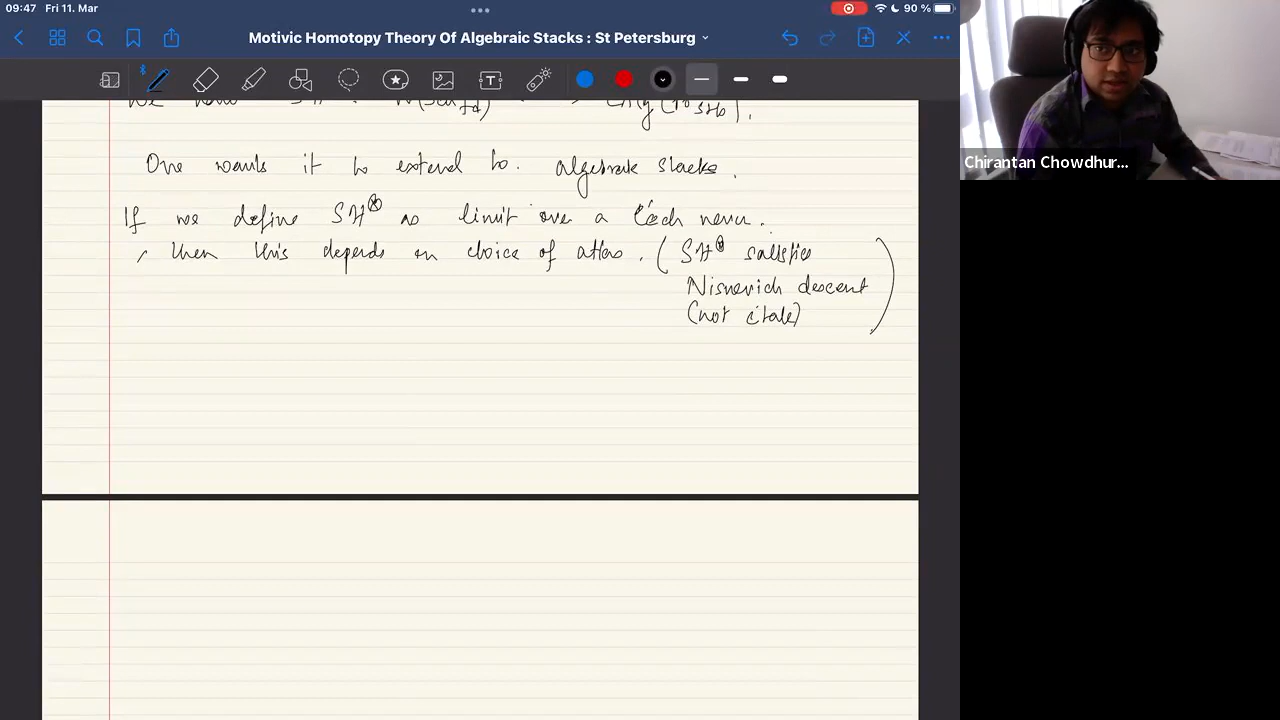 09:47 Fri 11. Mar
90 %
Motivic Homotopy Theory Of Algebraic Stacks : St Petersburg
Chirantan Chowdhur...
We have
One wants it to extend to. algebraic stacks.
If we define SH^⊗ as limit over a Čech nerve.
, then this depends on choice of atlas. ( SH^⊗ satisfies
Nisnevich descent
(not étale) )